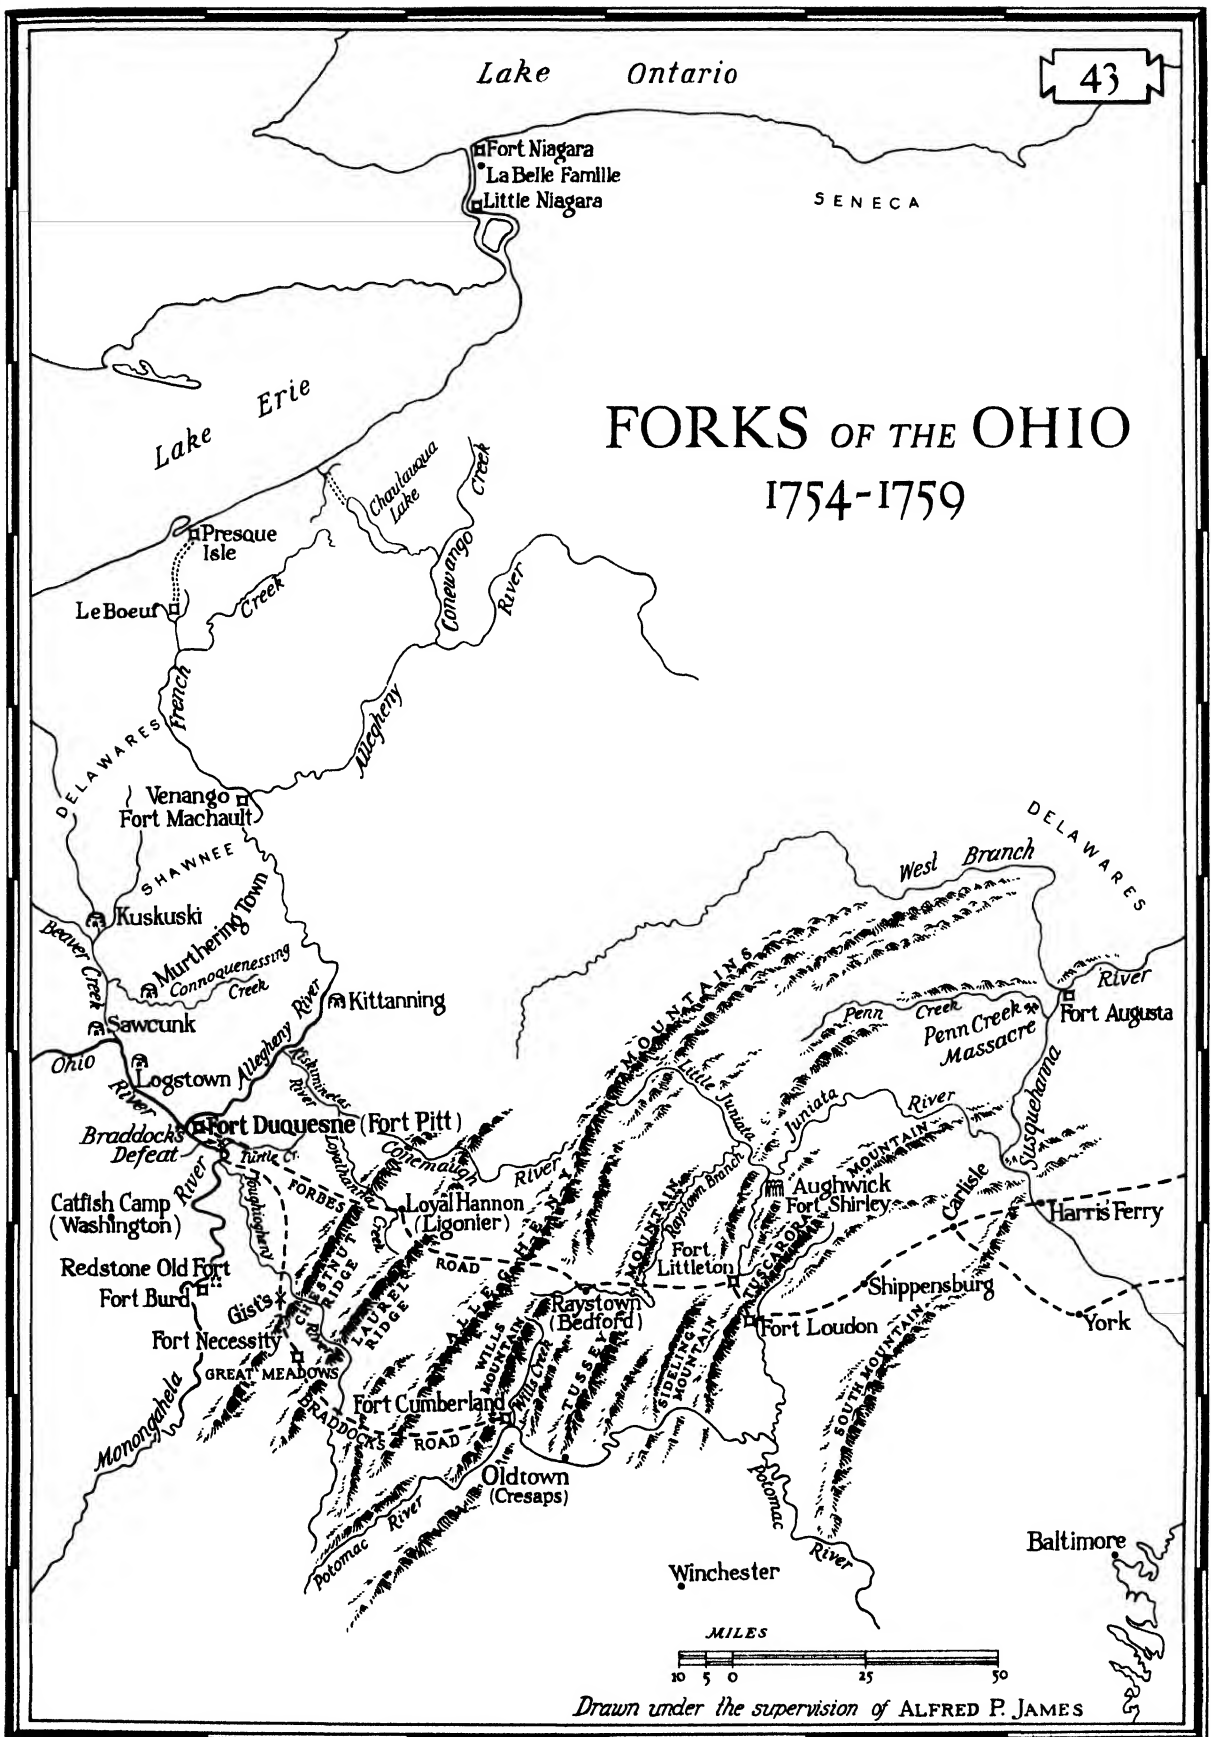 Lake Ontario
43
Fort Niagara
La Belle Famille
Little Niagara
SENECA
Lake Erie
FORKS OF THE OHIO
1754-1759
Chautauqua
Lake
Conewango Creek
Presque
Isle
Le Boeuf
French Creek
Allegheny River
DELAWARES
Venango
Fort Machault
SHAWNEE
DELAWARES
West Branch
Kuskuski
Murthering Town
Beaver Creek
Connoquenessing
Creek
Kittanning
Sawcunk
Allegheny River
MOUNTAINS
Penn Creek
Penn Creek
Massacre
River
Fort Augusta
Ohio River
Logstown
Kiskiminetas
River
Little Juniata
Juniata River
Susquehanna
Fort Duquesne (Fort Pitt)
Braddock's
Defeat
Turtle Cr.
Loyalhanna Creek
Conemaugh River
MOUNTAIN
Catfish Camp
(Washington)
River
Youghiogheny
FORBES
Loyal Hannon
(Ligonier)
Raystown Branch
Aughwick
Fort Shirley
Carlisle
Harris' Ferry
Redstone Old Fort
Fort Burd
ROAD
ALLEGHENY
MOUNTAIN
Fort
Littleton
TUSCARORA
Shippensburg
Gist's
CHESTNUT
RIDGE
LAUREL
RIDGE
Raystown
(Bedford)
Fort Loudon
York
Fort Necessity
River
GREAT MEADOWS
WILLS
MOUNTAIN
Wills Creek
TUSSEY
SIDELING
MOUNTAIN
SOUTH MOUNTAIN
Monongahela
Fort Cumberland
BRADDOCKS ROAD
Oldtown
(Cresaps)
Potomac River
Potomac
River
Baltimore
Winchester
MILES
10 5 0 25 50
Drawn under the supervision of ALFRED P. JAMES